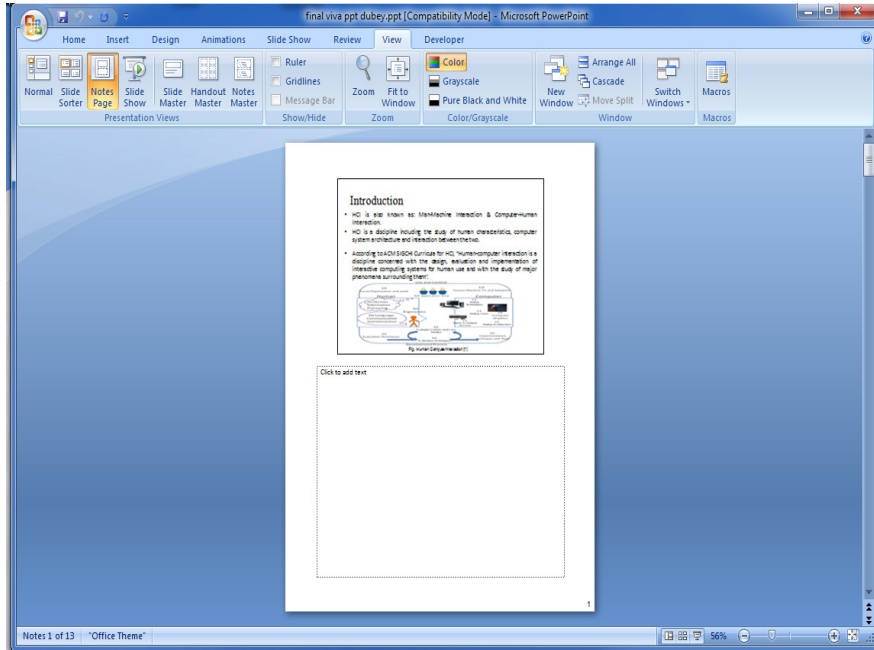 final viva ppt dubey.ppt [Compatibility Mode] - Microsoft PowerPoint
Home Insert Design Animations Slide Show Review View Developer
Normal Slide Sorter Notes Page Slide Show Slide Master Handout Master Notes Master
Presentation Views
Ruler
Gridlines
Message Bar
Show/Hide
Zoom Fit to Window
Zoom
Color
Grayscale
Pure Black and White
Color/Grayscale
New Window
Arrange All
Cascade
Move Split
Switch Windows
Window
Macros
Macros
Introduction
• HCI is also known as: Man-Machine Interaction & Computer-Human
Interaction.
• HCI is a discipline including the study of human characteristics, computer
system architecture and interaction between the two.
• According to ACM SIGCHI Curricula for HCI, "Human-computer interaction is a
discipline concerned with the design, evaluation and implementation of
interactive computing systems for human use and with the study of major
phenomena surrounding them".
Human Computer
Click to add text
1
Notes 1 of 13 "Office Theme" 56%